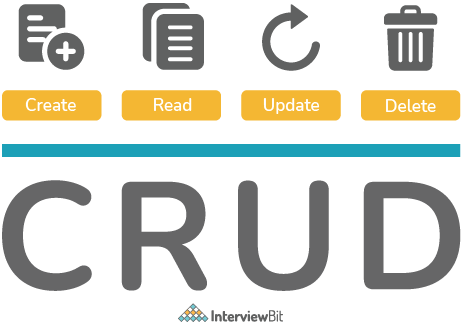 Create Read Update Delete
CRUD
InterviewBit